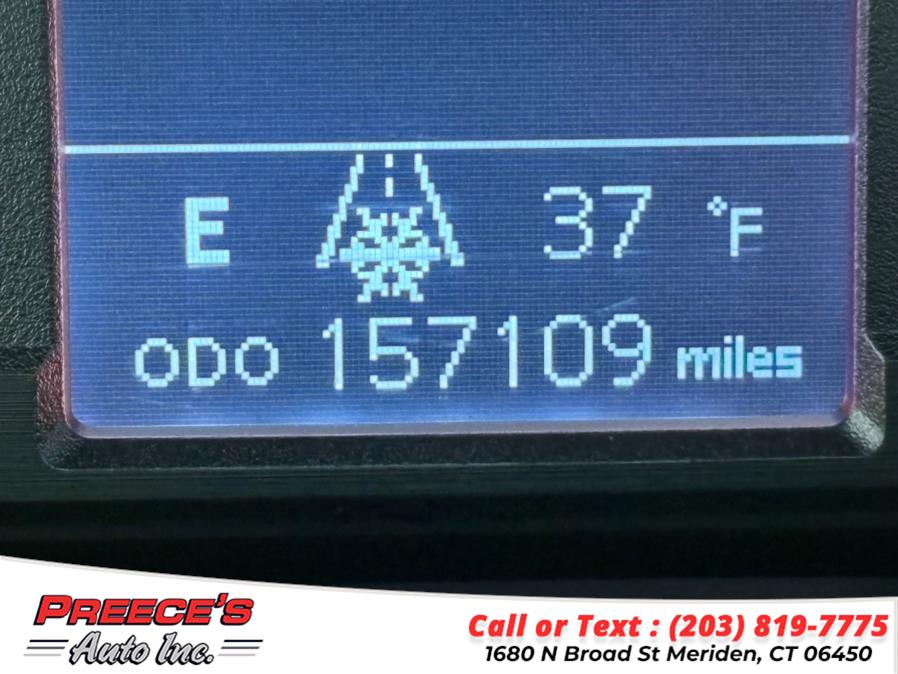 E 37 °F
ODO 157109 miles
PREECE'S
Auto Inc.
Call or Text : (203) 819-7775
1680 N Broad St Meriden, CT 06450